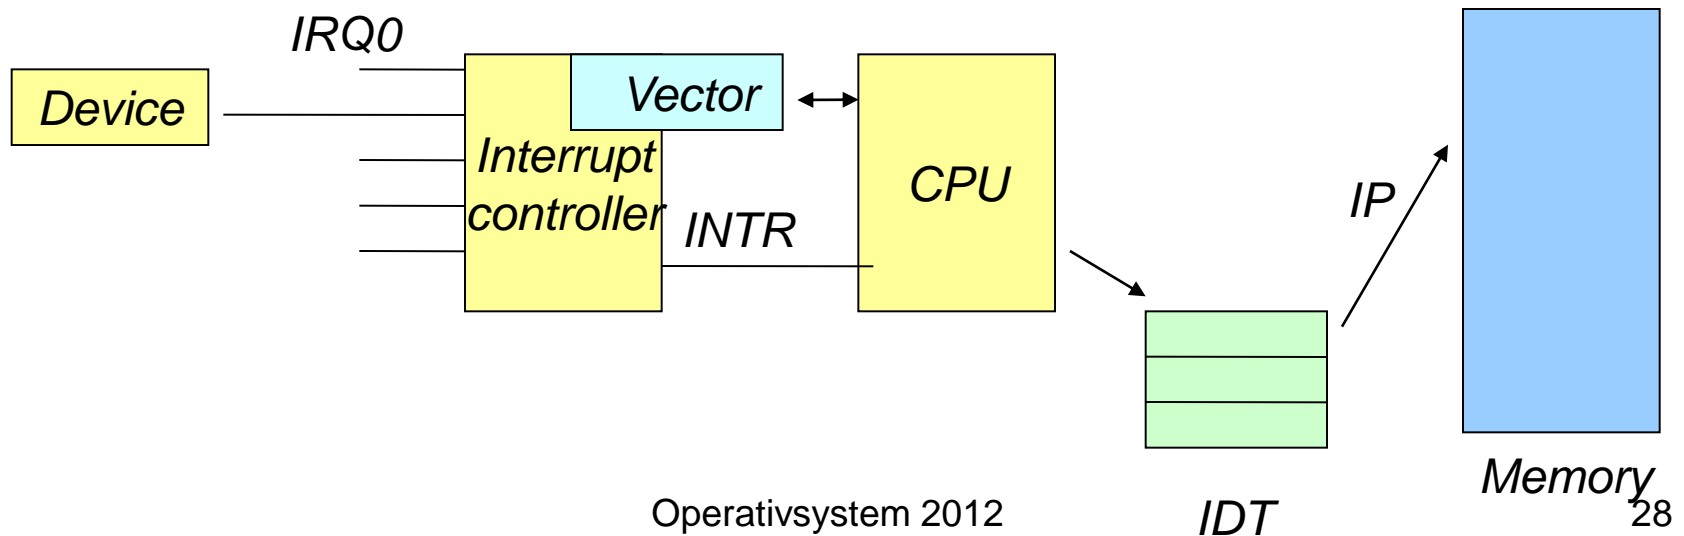 IRQ0
Device
Vector
Interrupt
controller
CPU
INTR
IP
Memory
IDT
Operativsystem 2012
28